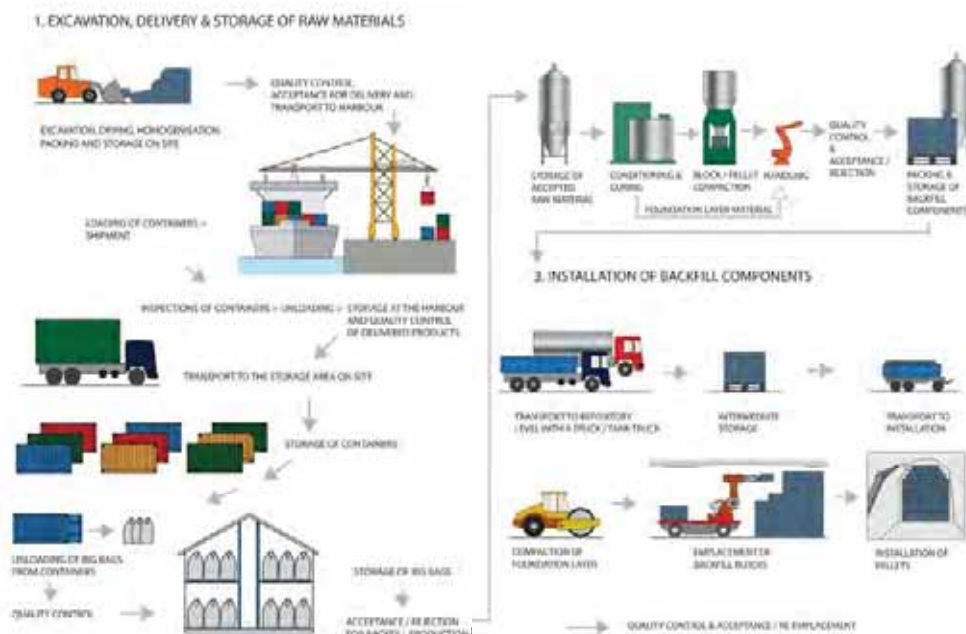 1. EXCAVATION, DELIVERY & STORAGE OF RAW MATERIALS
QUALITY CONTROL,
ACCEPTANCE FOR DELIVERY AND
TRANSPORT TO HARBOUR
EXCAVATION, DRYING, HOMOGENISATION,
PACKING AND STORAGE ON SITE
LOADING OF CONTAINERS >
SHIPMENT
INSPECTIONS OF CONTAINERS > UNLOADING > STORAGE AT THE HARBOUR
AND QUALITY CONTROL
OF DELIVERED PRODUCTS
TRANSPORT TO THE STORAGE AREA ON SITE
STORAGE OF CONTAINERS
UNLOADING OF BIG BAGS
FROM CONTAINERS
QUALITY CONTROL
STORAGE OF BIG BAGS
ACCEPTANCE / REJECTION
FOR BACKFILL PRODUCTION
STORAGE OF
ACCEPTED
RAW MATERIAL
CONDITIONING &
CURING
BLOCK / PELLET
COMPACTION
HANDLING
QUALITY
CONTROL
&
ACCEPTANCE /
REJECTION
PACKING &
STORAGE OF
BACKFILL
COMPONENTS
FOUNDATION LAYER MATERIAL
3. INSTALLATION OF BACKFILL COMPONENTS
TRANSPORT TO REPOSITORY
LEVEL WITH A TRUCK / TANK TRUCK
INTERMEDIATE
STORAGE
TRANSPORT TO
INSTALLATION
COMPACTION OF
FOUNDATION LAYER
EMPLACEMENT OF
BACKFILL BLOCKS
INSTALLATION OF
PELLETS
QUALITY CONTROL & ACCEPTANCE / RE-EMPLACEMENT